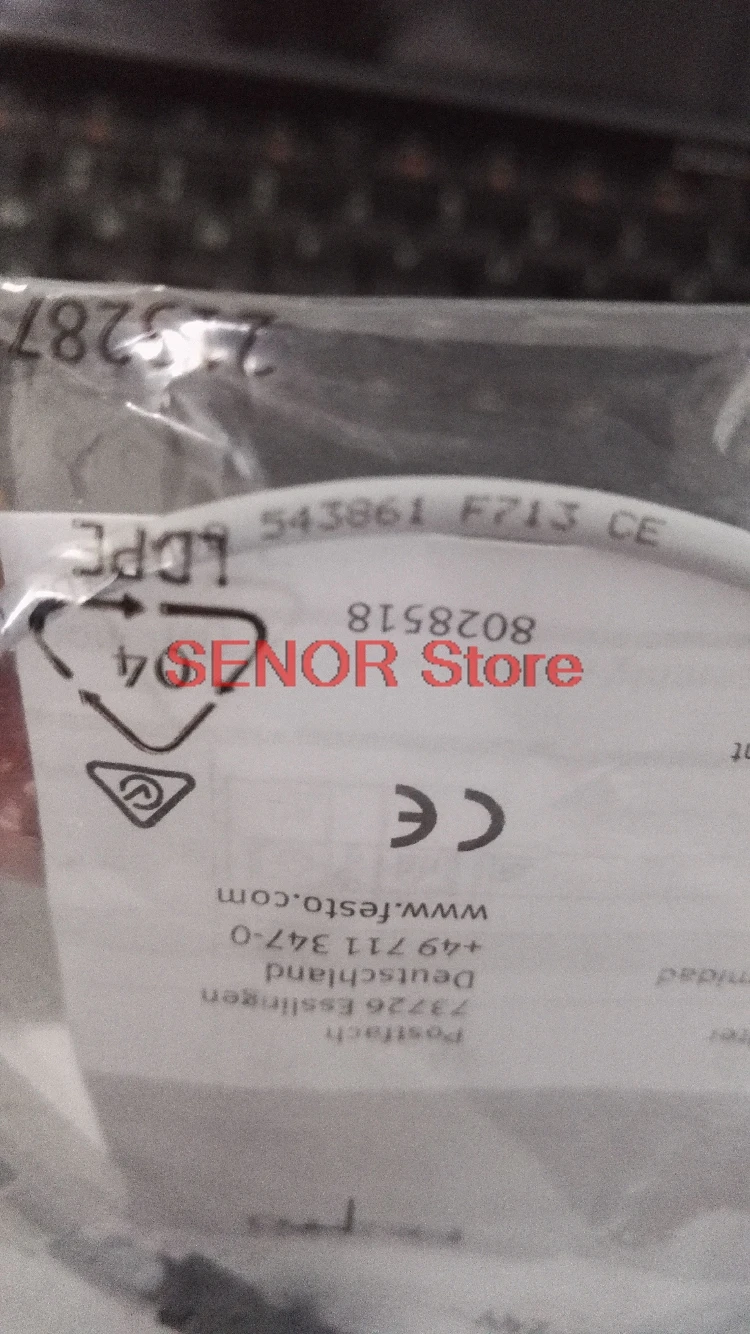 543861 F713 CE
LDPE
04
SENOR Store
Postfach
73726 Esslingen
Deutschland
+49 711 347-0
www.festo.com
CE
8028518